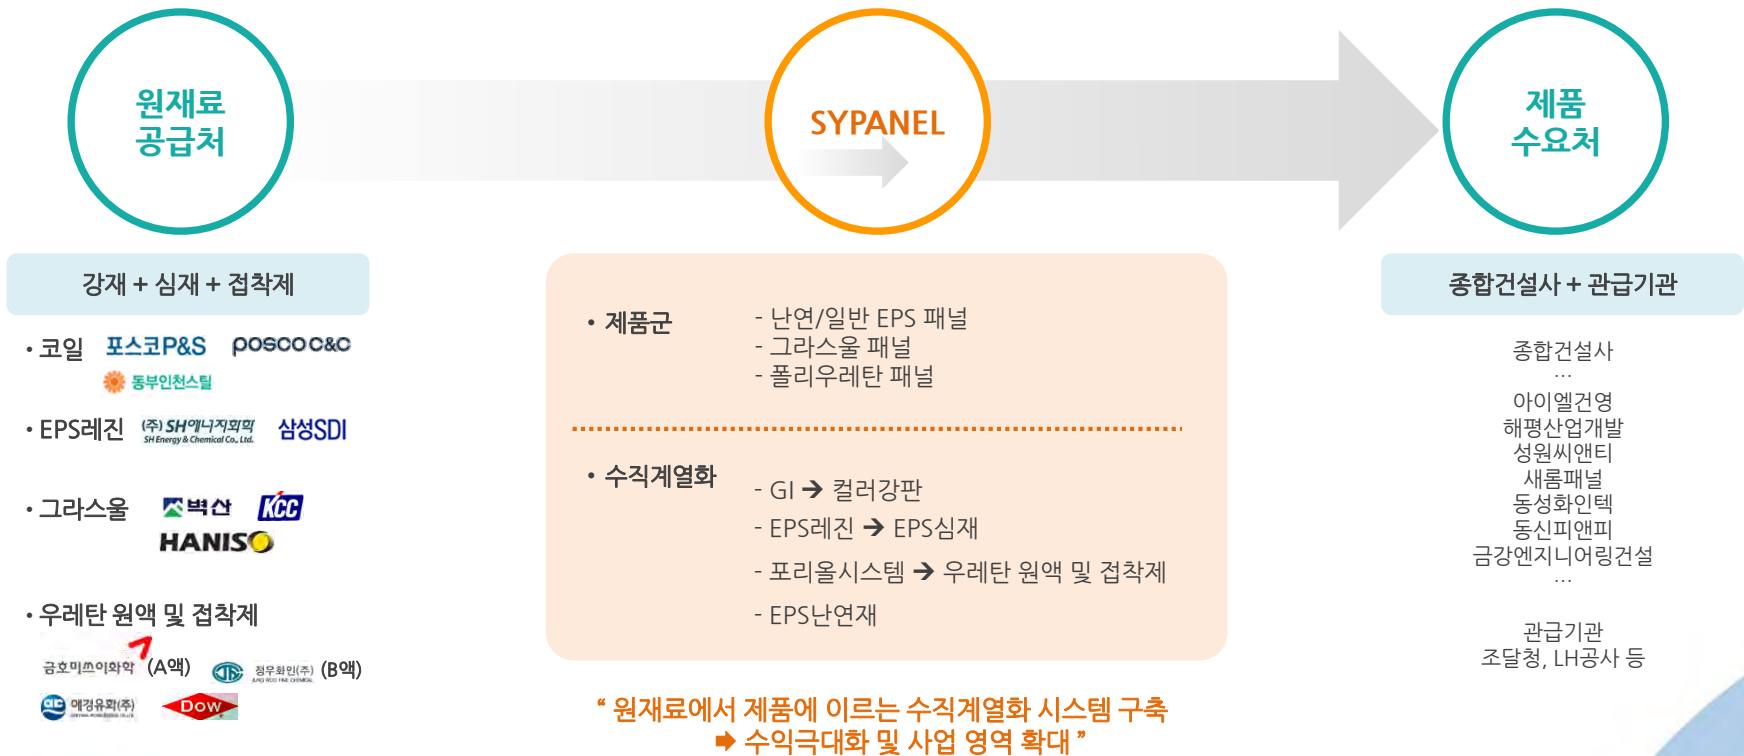 원재료
공급처
SYPANEL
제품
수요처
강재 + 심재 + 접착제
• 코일 포스코P&S POSCO C&C
동부인천스틸
• EPS레진 (주)SH에너지화학 삼성SDI
SH Energy & Chemical Co., Ltd.
• 그라스울 벽산 KCC
HANISO
• 우레탄 원액 및 접착제
금호미쓰이화학 (A액) 정우화인(주) (B액)
애경유화(주) DOW
• 제품군
- 난연/일반 EPS 패널
- 그라스울 패널
- 폴리우레탄 패널
• 수직계열화
- GI ➔ 컬러강판
- EPS레진 ➔ EPS심재
- 포리올시스템 ➔ 우레탄 원액 및 접착제
- EPS난연재
“ 원재료에서 제품에 이르는 수직계열화 시스템 구축
➡ 수익극대화 및 사업 영역 확대 ”
종합건설사 + 관급기관
종합건설사
…
아이엘건영
해평산업개발
성원씨앤티
새롬패널
동성화인텍
동신피앤피
금강엔지니어링건설
…
관급기관
조달청, LH공사 등